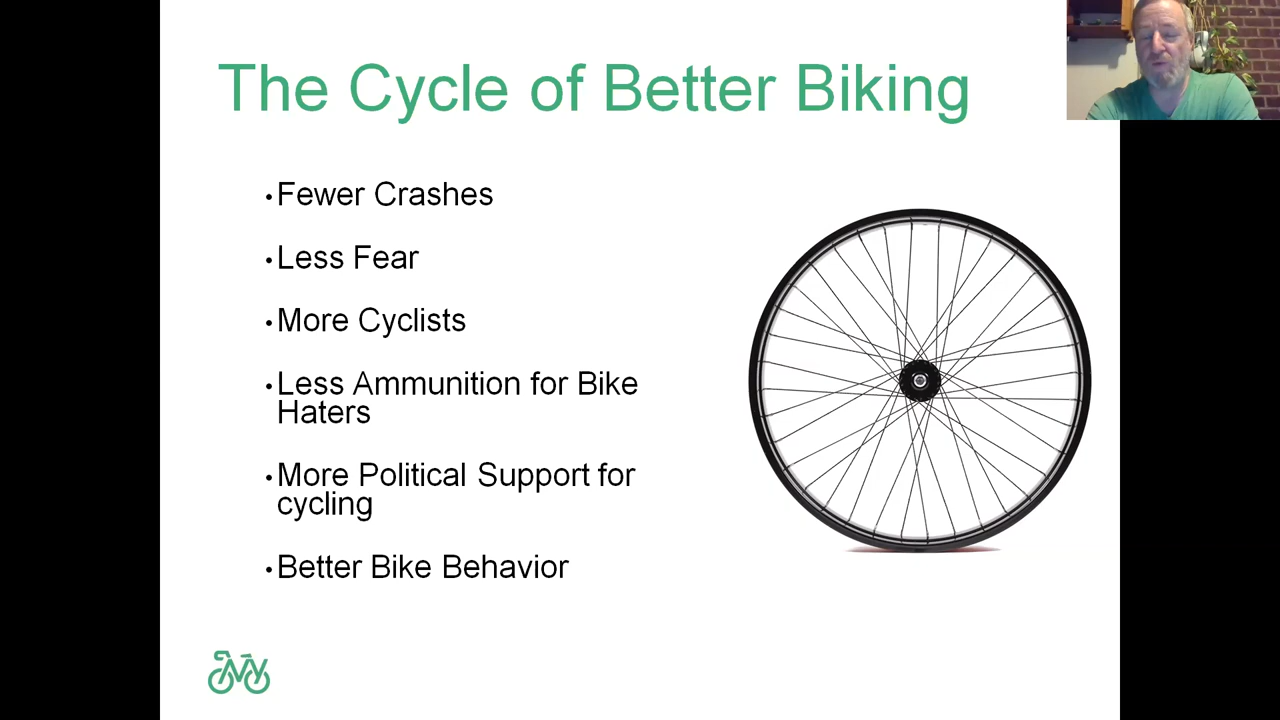 The Cycle of Better Biking
•Fewer Crashes
•Less Fear
•More Cyclists
•Less Ammunition for Bike
Haters
•More Political Support for
cycling
•Better Bike Behavior